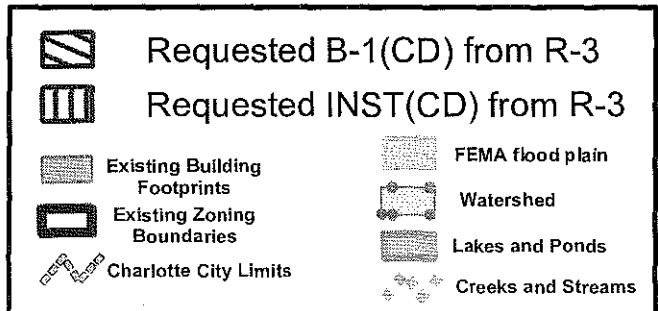 Requested B-1(CD) from R-3
Requested INST(CD) from R-3
Existing Building
Footprints
Existing Zoning
Boundaries
Charlotte City Limits
FEMA flood plain
Watershed
Lakes and Ponds
Creeks and Streams